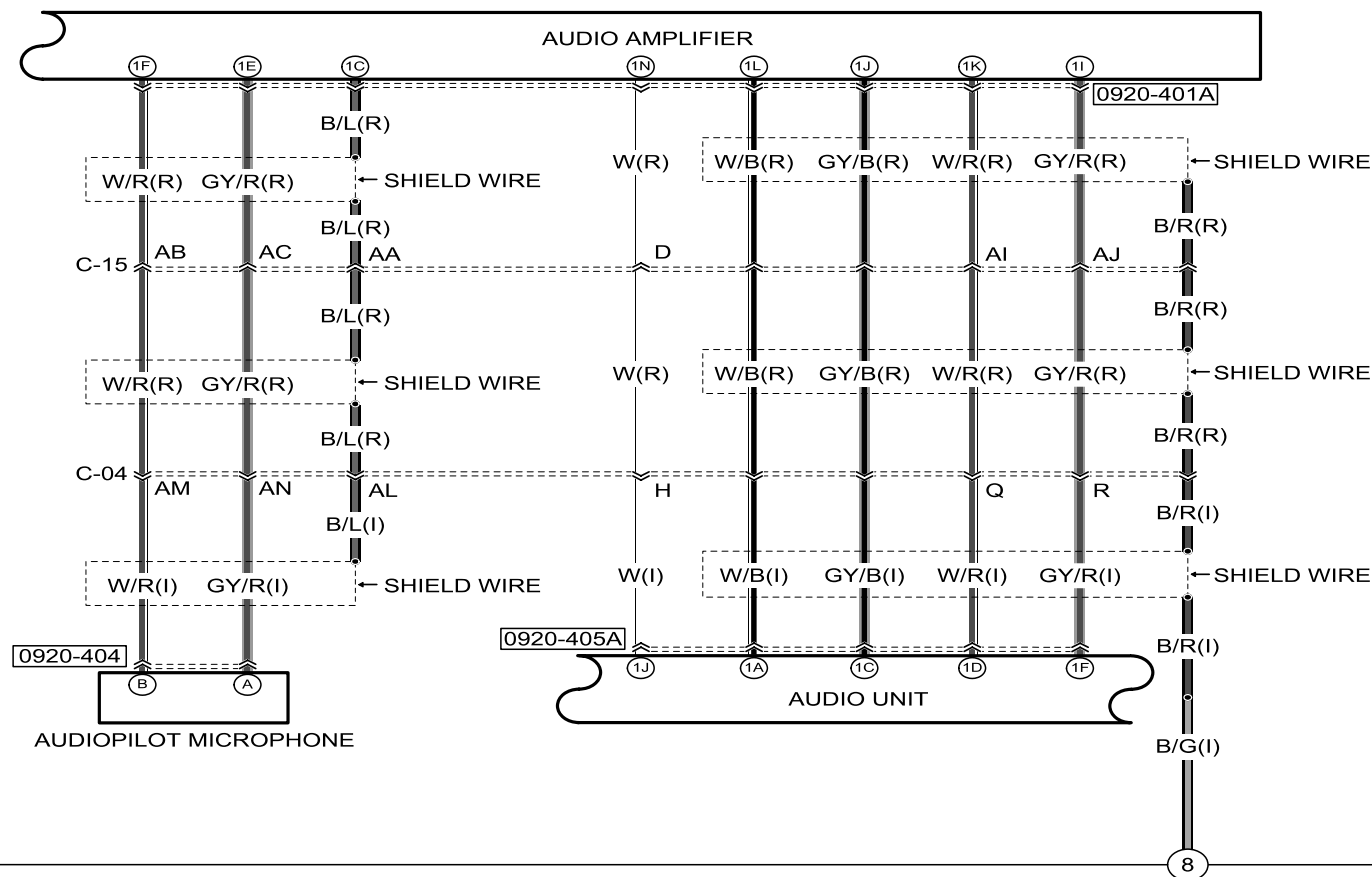 AUDIO AMPLIFIER
1F 1E 1C 1N 1L 1J 1K 1I
0920-401A
B/L(R)
W/R(R) GY/R(R) SHIELD WIRE W(R) W/B(R) GY/B(R) W/R(R) GY/R(R) SHIELD WIRE
B/L(R) B/R(R)
C-15 AB AC AA D AI AJ
B/L(R) B/R(R)
W/R(R) GY/R(R) SHIELD WIRE W(R) W/B(R) GY/B(R) W/R(R) GY/R(R) SHIELD WIRE
B/L(R) B/R(R)
C-04 AM AN AL H Q R
B/L(I) B/R(I)
W/R(I) GY/R(I) SHIELD WIRE W(I) W/B(I) GY/B(I) W/R(I) GY/R(I) SHIELD WIRE
0920-404 0920-405A B/R(I)
B A 1J 1A 1C 1D 1F
AUDIO UNIT
AUDIOPILOT MICROPHONE
B/G(I)
8